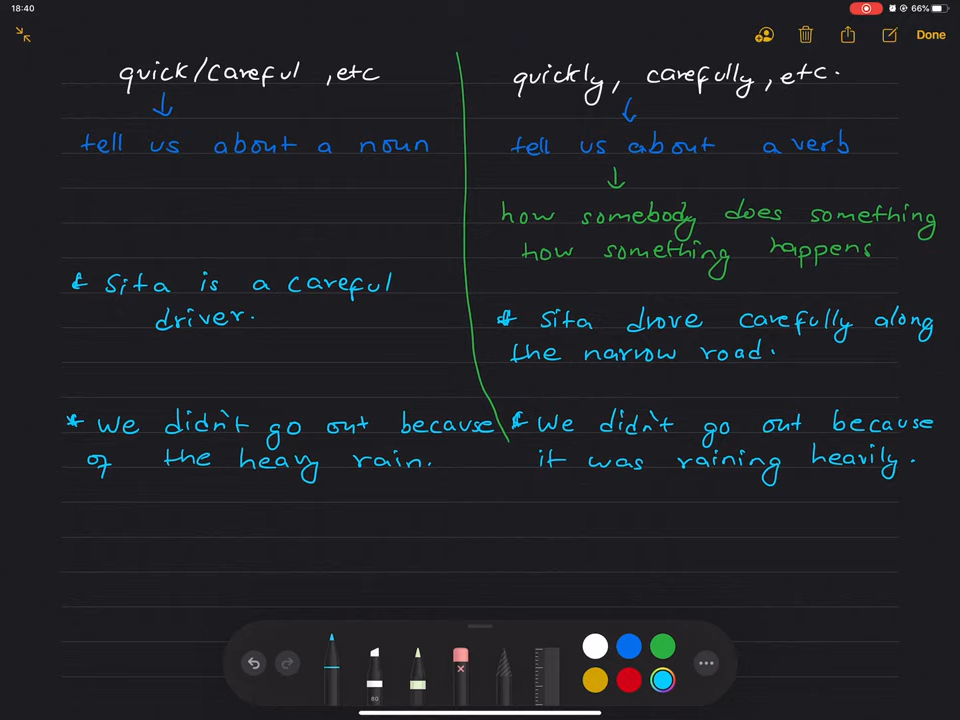 18:40
66%
Done
quick/careful , etc
tell us about a noun
* Sita is a careful
driver.
* We didn't go out because
of the heavy rain.
quickly, carefully, etc.
tell us about a verb
how somebody does something
how something happens
* Sita drove carefully along
the narrow road.
* We didn't go out because
it was raining heavily.
80